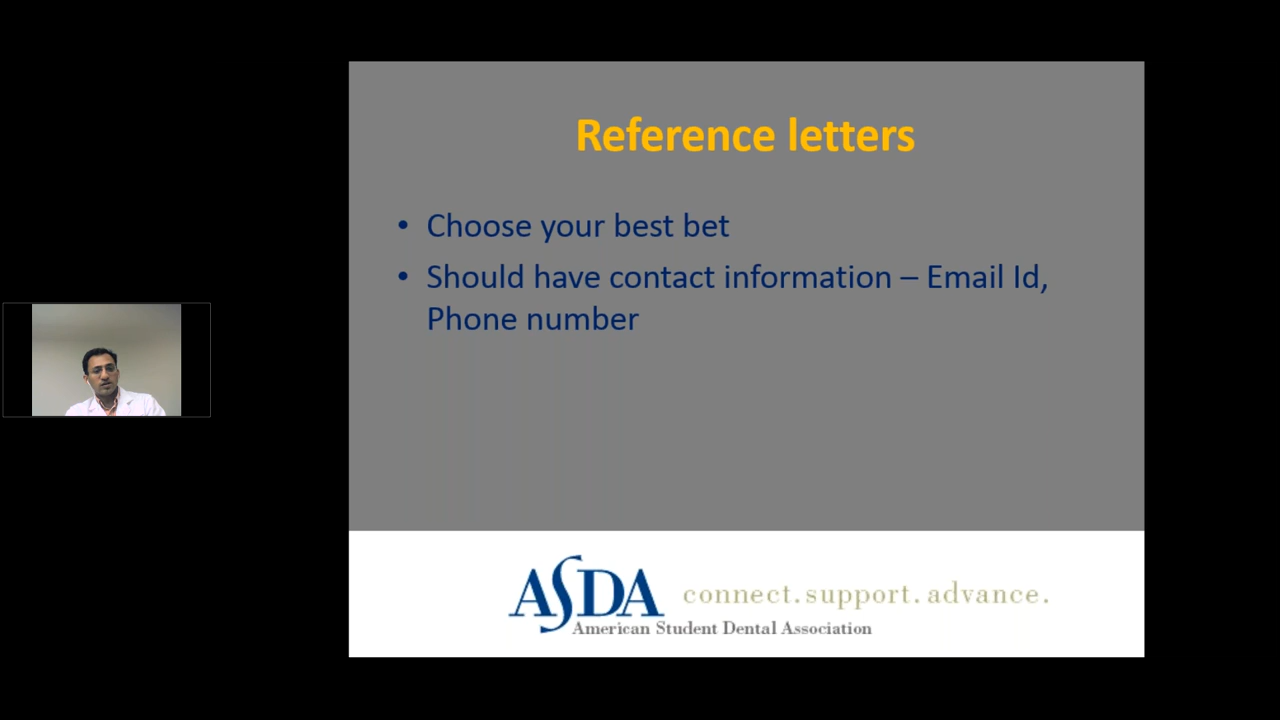 Reference letters
• Choose your best bet
• Should have contact information – Email Id,
Phone number
ASDA connect. support. advance.
American Student Dental Association